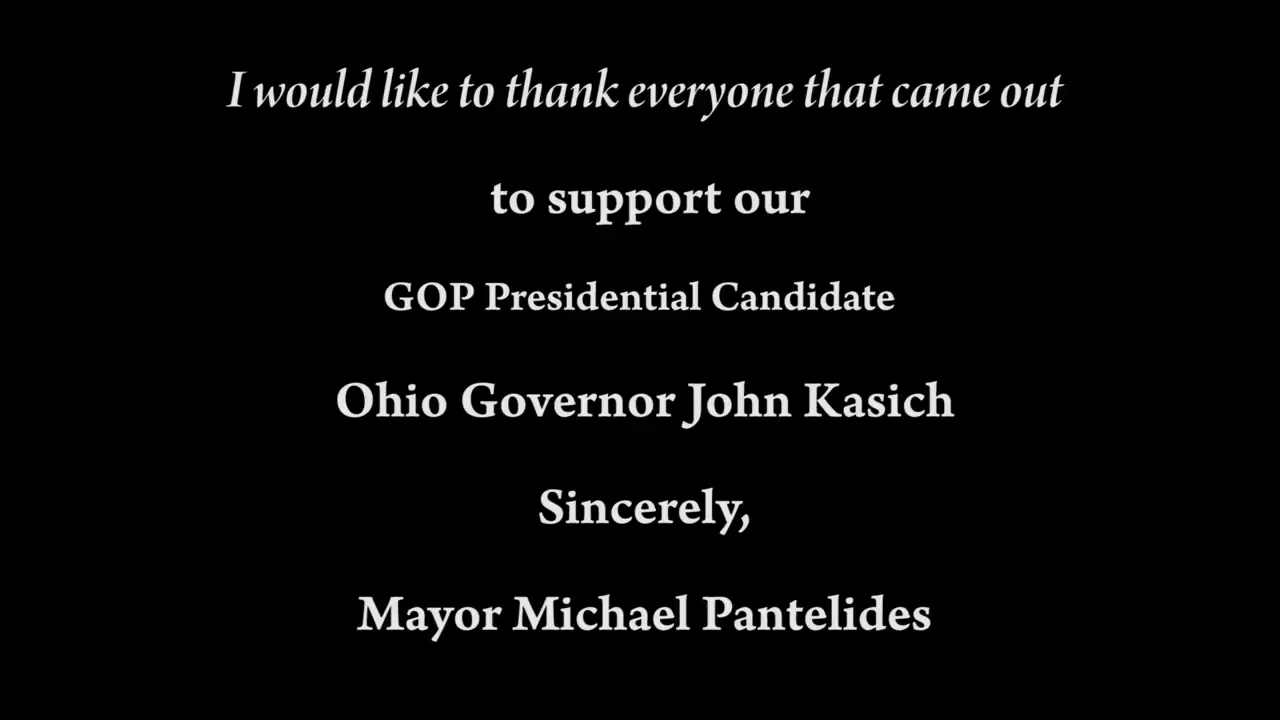 I would like to thank everyone that came out
to support our
GOP Presidential Candidate
Ohio Governor John Kasich
Sincerely,
Mayor Michael Pantelides